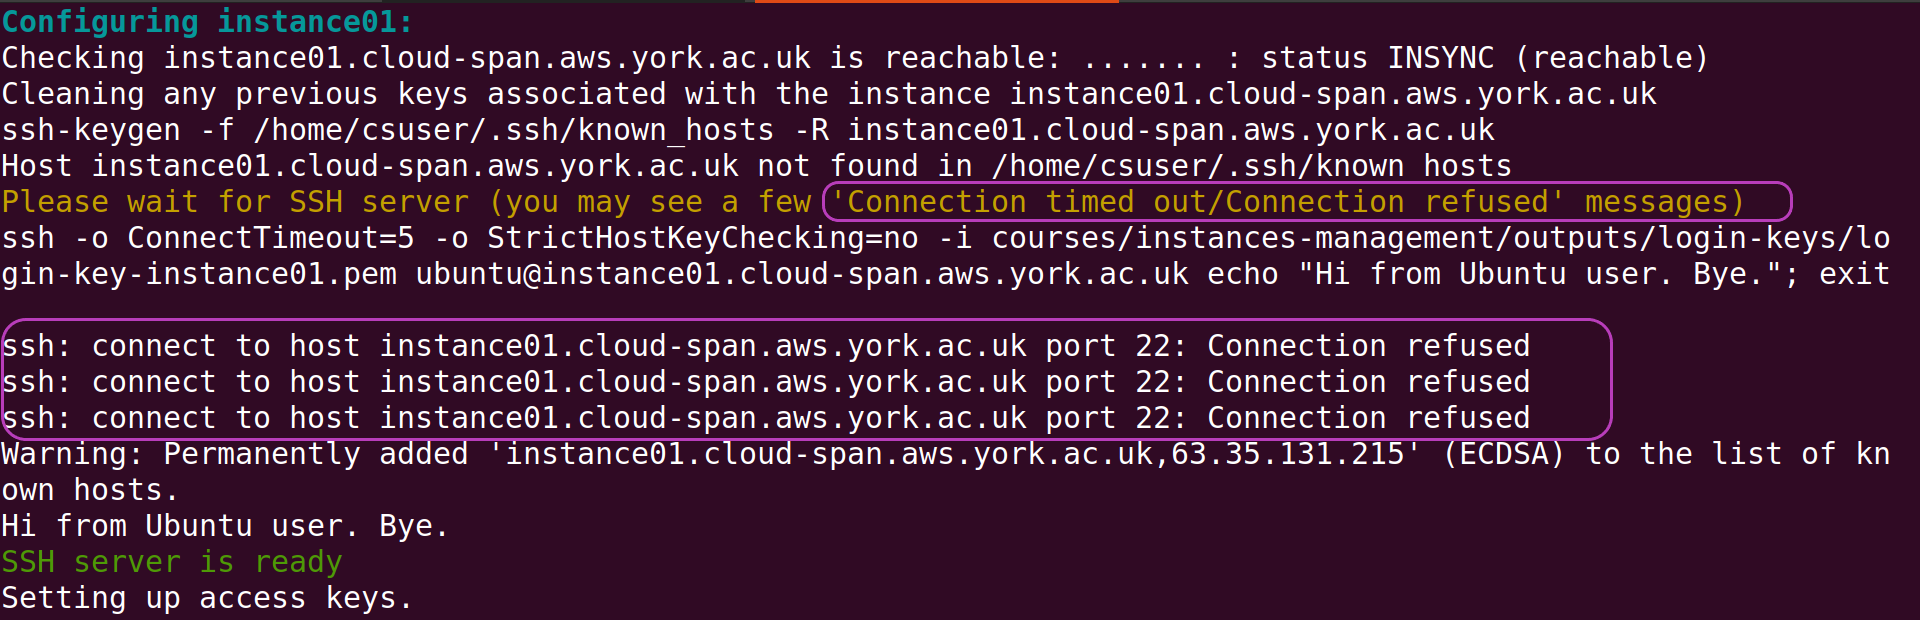 Configuring instance01:
Checking instance01.cloud-span.aws.york.ac.uk is reachable: ....... : status INSYNC (reachable)
Cleaning any previous keys associated with the instance instance01.cloud-span.aws.york.ac.uk
ssh-keygen -f /home/csuser/.ssh/known_hosts -R instance01.cloud-span.aws.york.ac.uk
Host instance01.cloud-span.aws.york.ac.uk not found in /home/csuser/.ssh/known hosts
Please wait for SSH server (you may see a few 'Connection timed out/Connection refused' messages)
ssh -o ConnectTimeout=5 -o StrictHostKeyChecking=no -i courses/instances-management/outputs/login-keys/lo
gin-key-instance01.pem ubuntu@instance01.cloud-span.aws.york.ac.uk echo "Hi from Ubuntu user. Bye."; exit
ssh: connect to host instance01.cloud-span.aws.york.ac.uk port 22: Connection refused
ssh: connect to host instance01.cloud-span.aws.york.ac.uk port 22: Connection refused
ssh: connect to host instance01.cloud-span.aws.york.ac.uk port 22: Connection refused
Warning: Permanently added 'instance01.cloud-span.aws.york.ac.uk,63.35.131.215' (ECDSA) to the list of kn
own hosts.
Hi from Ubuntu user. Bye.
SSH server is ready
Setting up access keys.